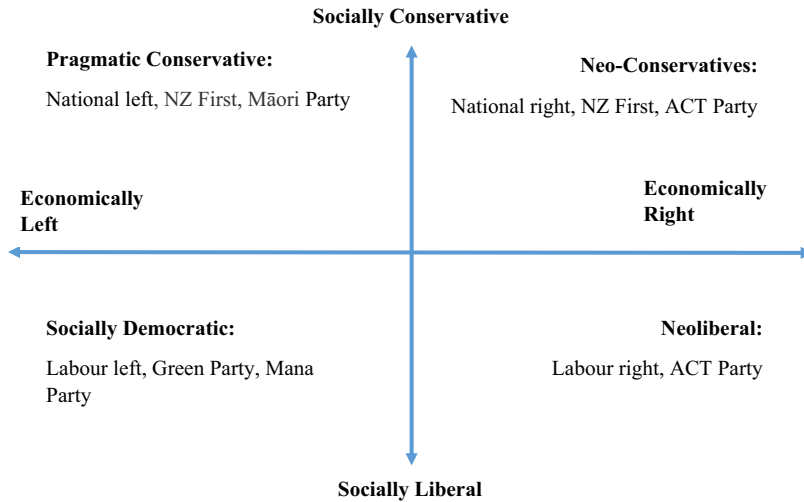 Socially Conservative
Pragmatic Conservative:
National left, NZ First, Māori Party
Neo-Conservatives:
National right, NZ First, ACT Party
Economically
Left
Economically
Right
Socially Democratic:
Labour left, Green Party, Mana
Party
Neoliberal:
Labour right, ACT Party
Socially Liberal